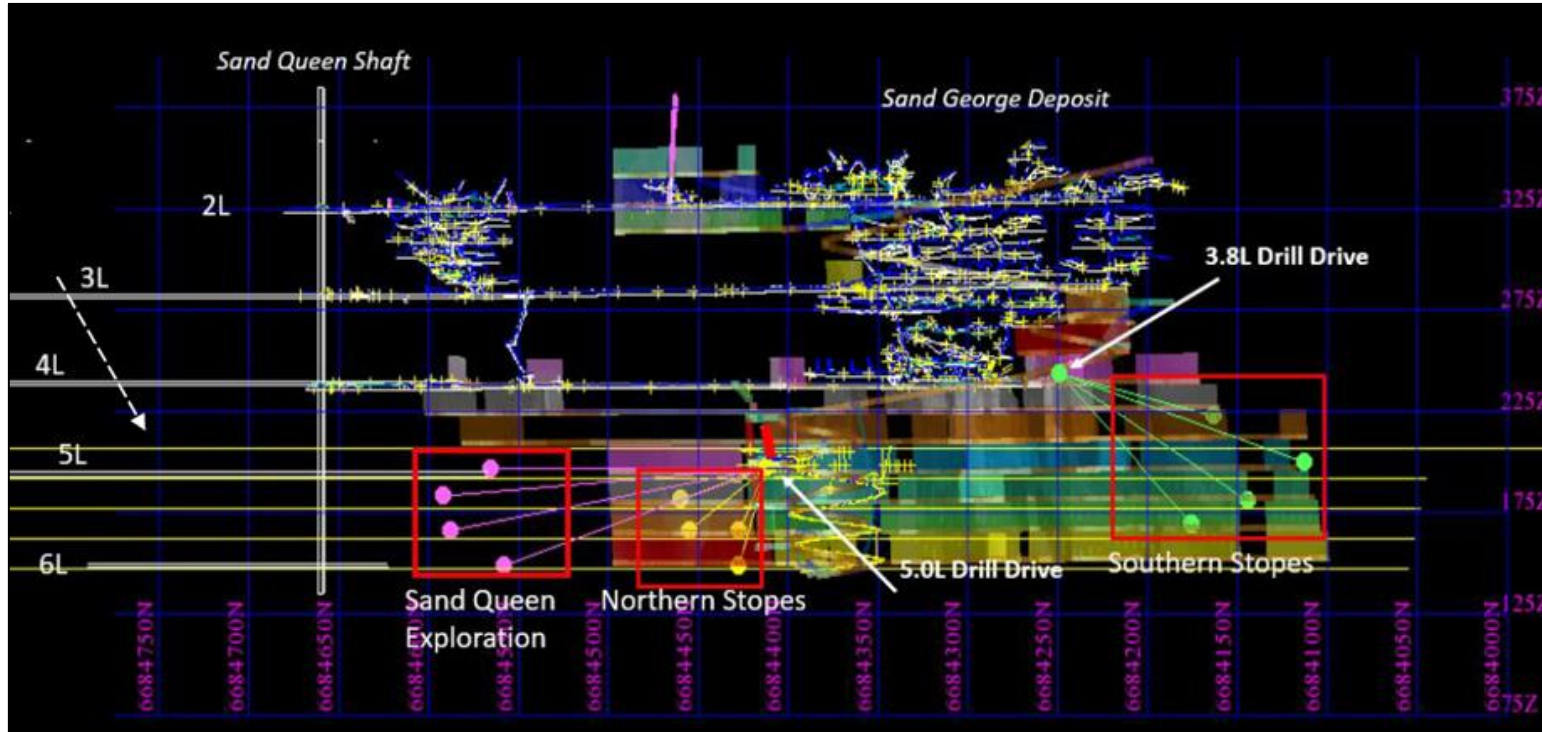 Sand Queen Shaft
Sand George Deposit
375Z
2L
325Z
3L
3.8L Drill Drive
275Z
4L
225Z
5L
175Z
6L
5.0L Drill Drive
Southern Stopes
Sand Queen
Exploration
Northern Stopes
125Z
6684750N
6684700N
6684650N
6684600N
6684500N
6684450N
6684400N
6684350N
6684300N
6684250N
6684200N
6684150N
6684100N
6684050N
6684000N
75Z